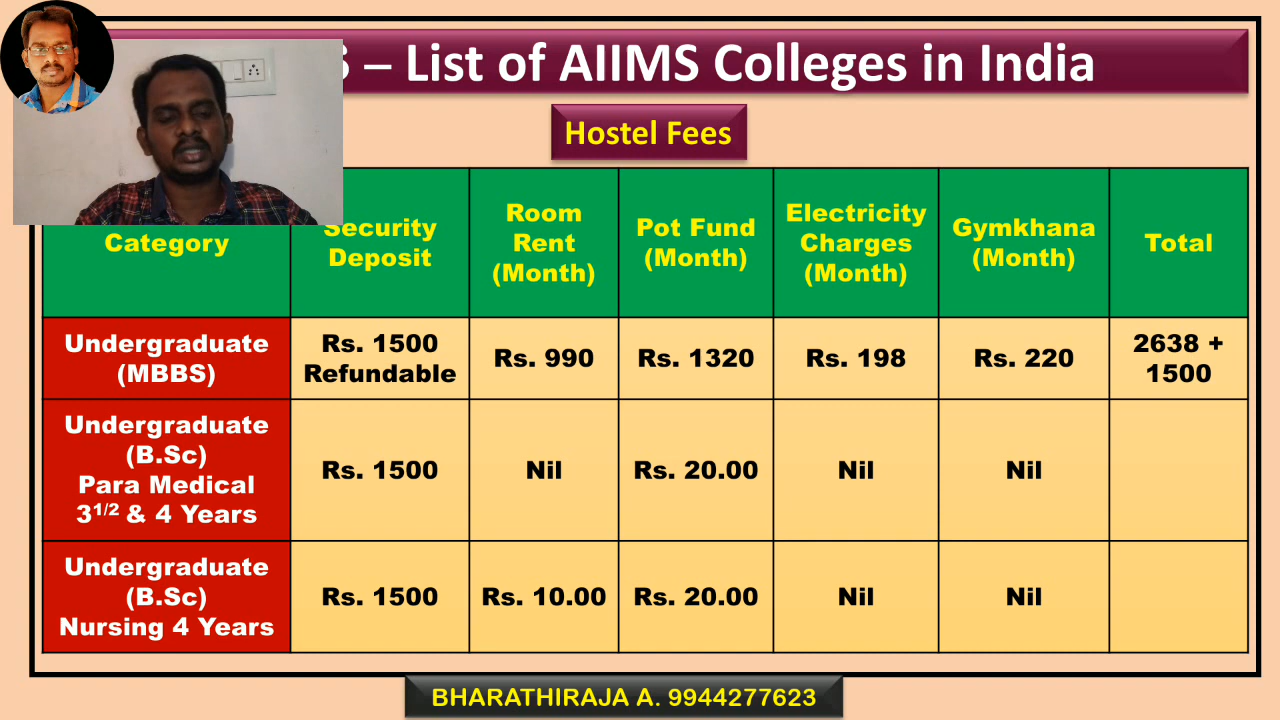 – List of AIIMS Colleges in India
Hostel Fees
Category
Security
Deposit
Room
Rent
(Month)
Pot Fund
(Month)
Electricity
Charges
(Month)
Gymkhana
(Month)
Total
Undergraduate
(MBBS)
Rs. 1500
Refundable
Rs. 990
Rs. 1320
Rs. 198
Rs. 220
2638 +
1500
Undergraduate
(B.Sc)
Para Medical
31/2 & 4 Years
Rs. 1500
Nil
Rs. 20.00
Nil
Nil
Undergraduate
(B.Sc)
Nursing 4 Years
Rs. 1500
Rs. 10.00
Rs. 20.00
Nil
Nil
BHARATHIRAJA A. 9944277623